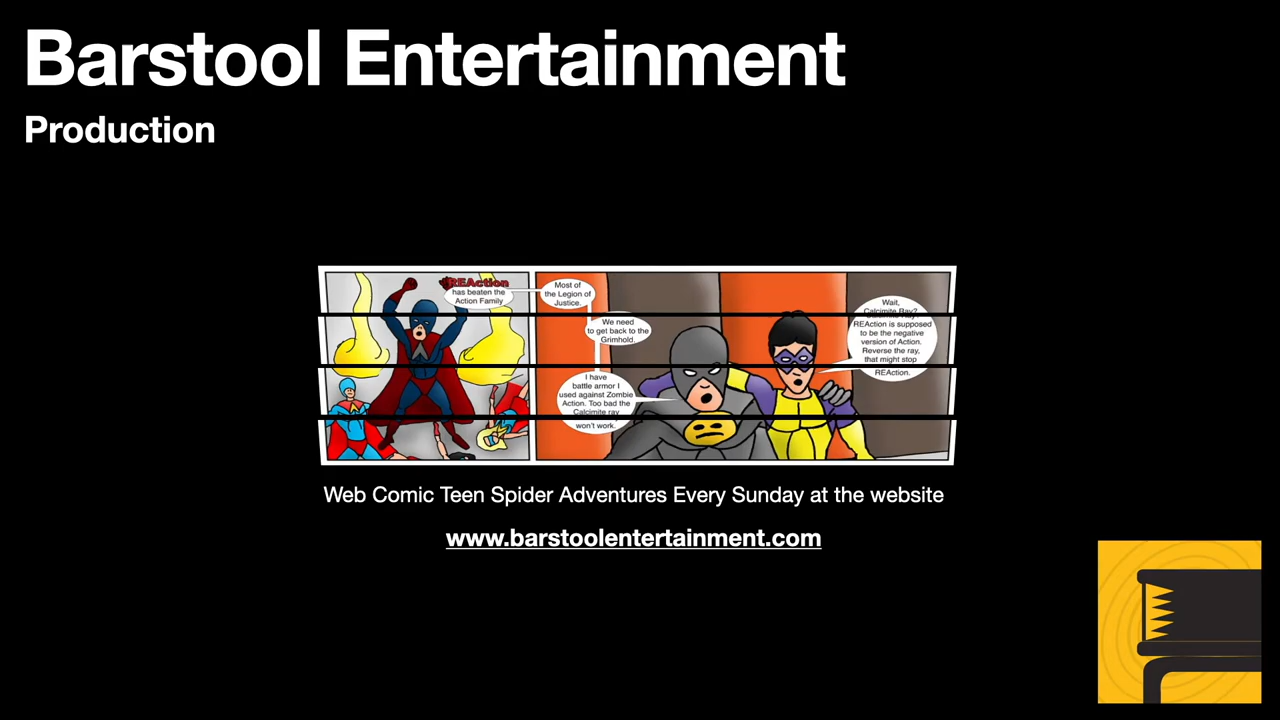 Barstool Entertainment
Production
REAction
has beaten the
Action Family
Most of
the Legion of
Justice.
We need
to get back to the
Grimhold.
I have
battle armor I
used against Zombie
Action. Too bad the
Calcimite ray
won't work.
Wait,
Calcimite Ray?
REAction is supposed
to be the negative
version of Action.
Reverse the ray,
that might stop
REAction.
Web Comic Teen Spider Adventures Every Sunday at the website
www.barstoolentertainment.com